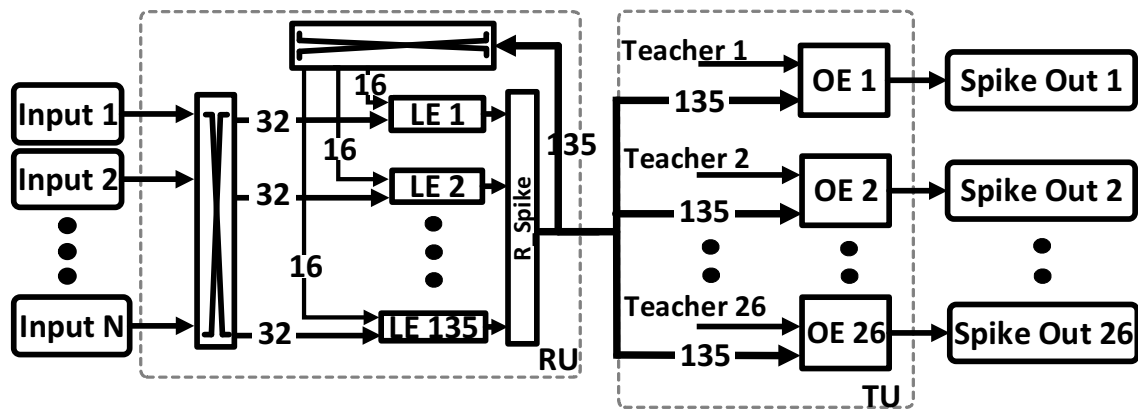 Teacher 1
OE 1
Spike Out 1
16
135
Input 1
32
LE 1
135
Input 2
16
Teacher 2
32
LE 2
R_Spike
OE 2
Spike Out 2
135
16
Teacher 26
Input N
32
LE 135
OE 26
Spike Out 26
135
RU
TU